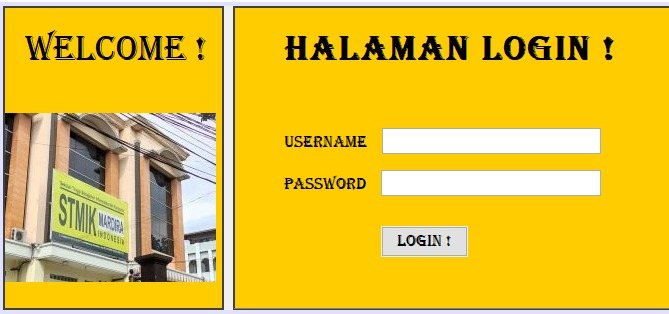 WELCOME !
STMIK MARDIRA
INDONESIA
HALAMAN LOGIN !
USERNAME
PASSWORD
LOGIN !